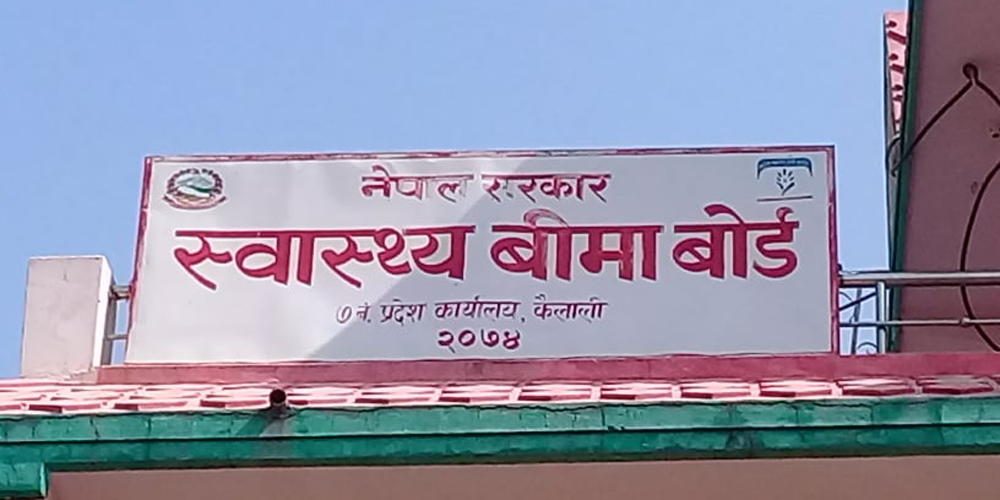 नेपाल सरकार
स्वास्थ्य बीमा बोर्ड
७ नं. प्रदेश कार्यालय, कैलाली
२०७४